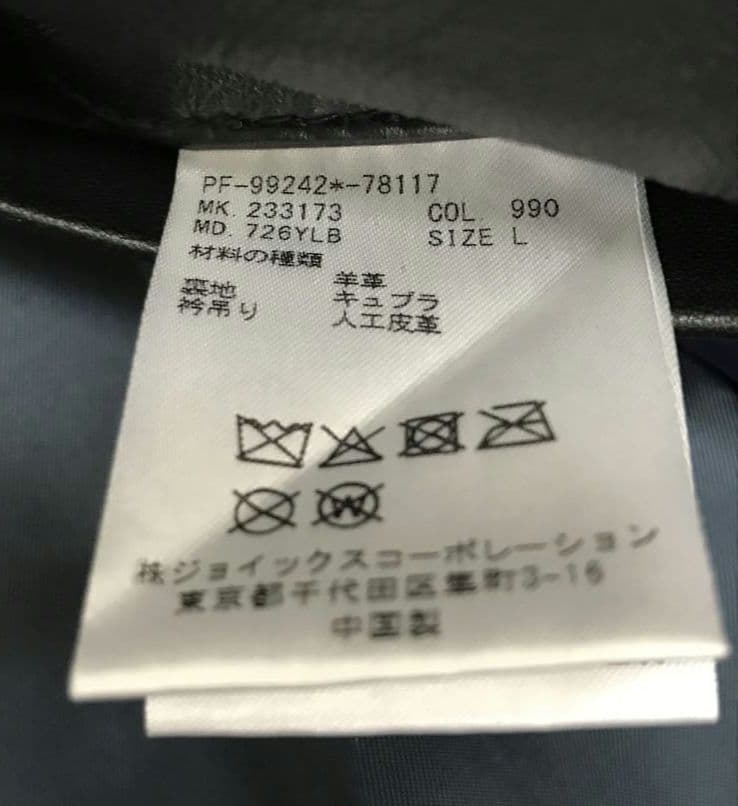 PF-99242*-78117
MK. 233173 COL. 990
MD. 726YLB SIZE L
材料の種類
羊革
裏地 キュプラ
衿吊り 人工皮革
W
株ジョイックスコーポレーション
東京都千代田区隼町3-16
中国製